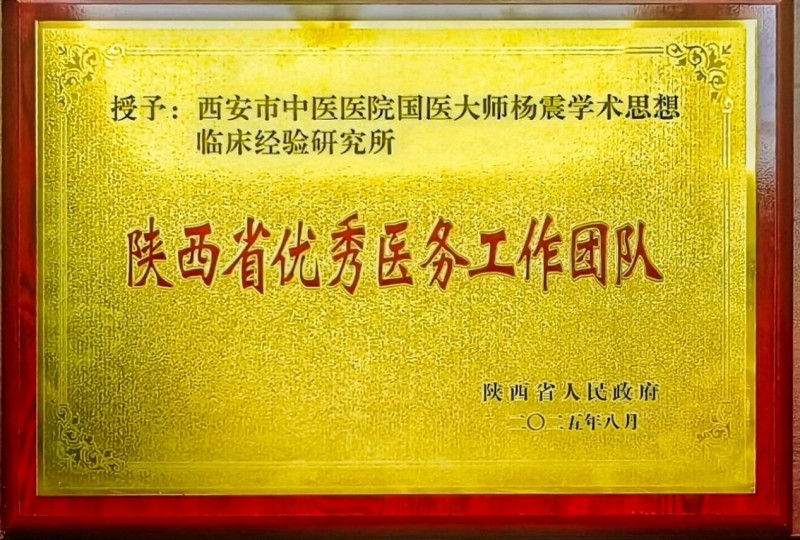 授予：西安市中医医院国医大师杨震学术思想
临床经验研究所
陕西省优秀医务工作团队
陕西省人民政府
二〇二五年八月